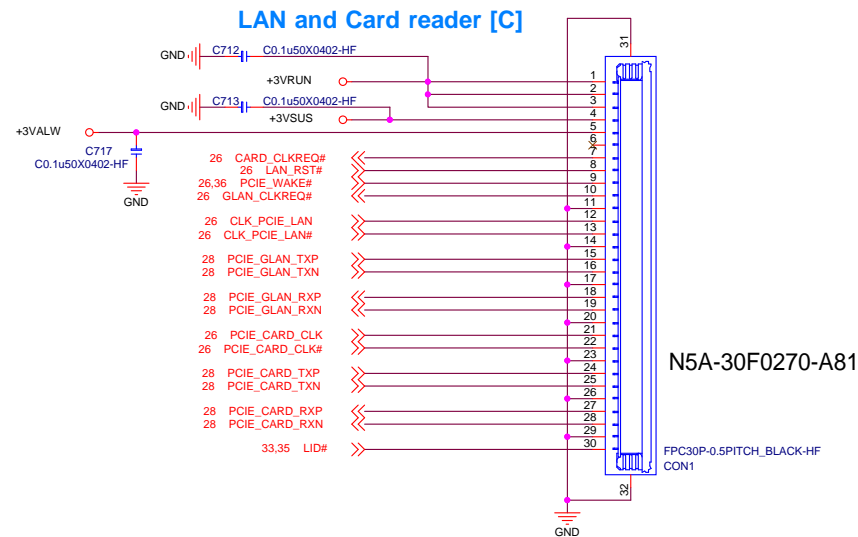 LAN and Card reader [C]
31
GND C712 C0.1u50X0402-HF
+3VRUN 1
2
3
GND C713 C0.1u50X0402-HF
+3VSUS 4
+3VALW 5
6
C717
C0.1u50X0402-HF
GND
26 CARD_CLKREQ# 7
26 LAN_RST# 8
26,36 PCIE_WAKE# 9
26 GLAN_CLKREQ# 10
11
26 CLK_PCIE_LAN 12
26 CLK_PCIE_LAN# 13
14
28 PCIE_GLAN_TXP 15
28 PCIE_GLAN_TXN 16
17
28 PCIE_GLAN_RXP 18
28 PCIE_GLAN_RXN 19
20
26 PCIE_CARD_CLK 21
26 PCIE_CARD_CLK# 22
23
N5A-30F0270-A81
28 PCIE_CARD_TXP 24
28 PCIE_CARD_TXN 25
26
28 PCIE_CARD_RXP 27
28 PCIE_CARD_RXN 28
29
33,35 LID# 30
FPC30P-0.5PITCH_BLACK-HF
CON1
32
GND